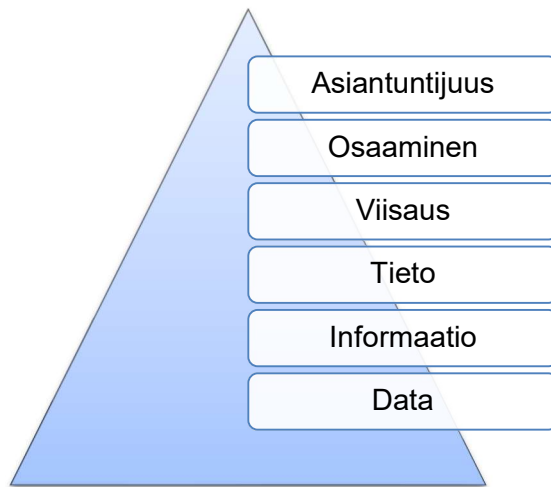 Asiantuntijuus
Osaaminen
Viisaus
Tieto
Informaatio
Data